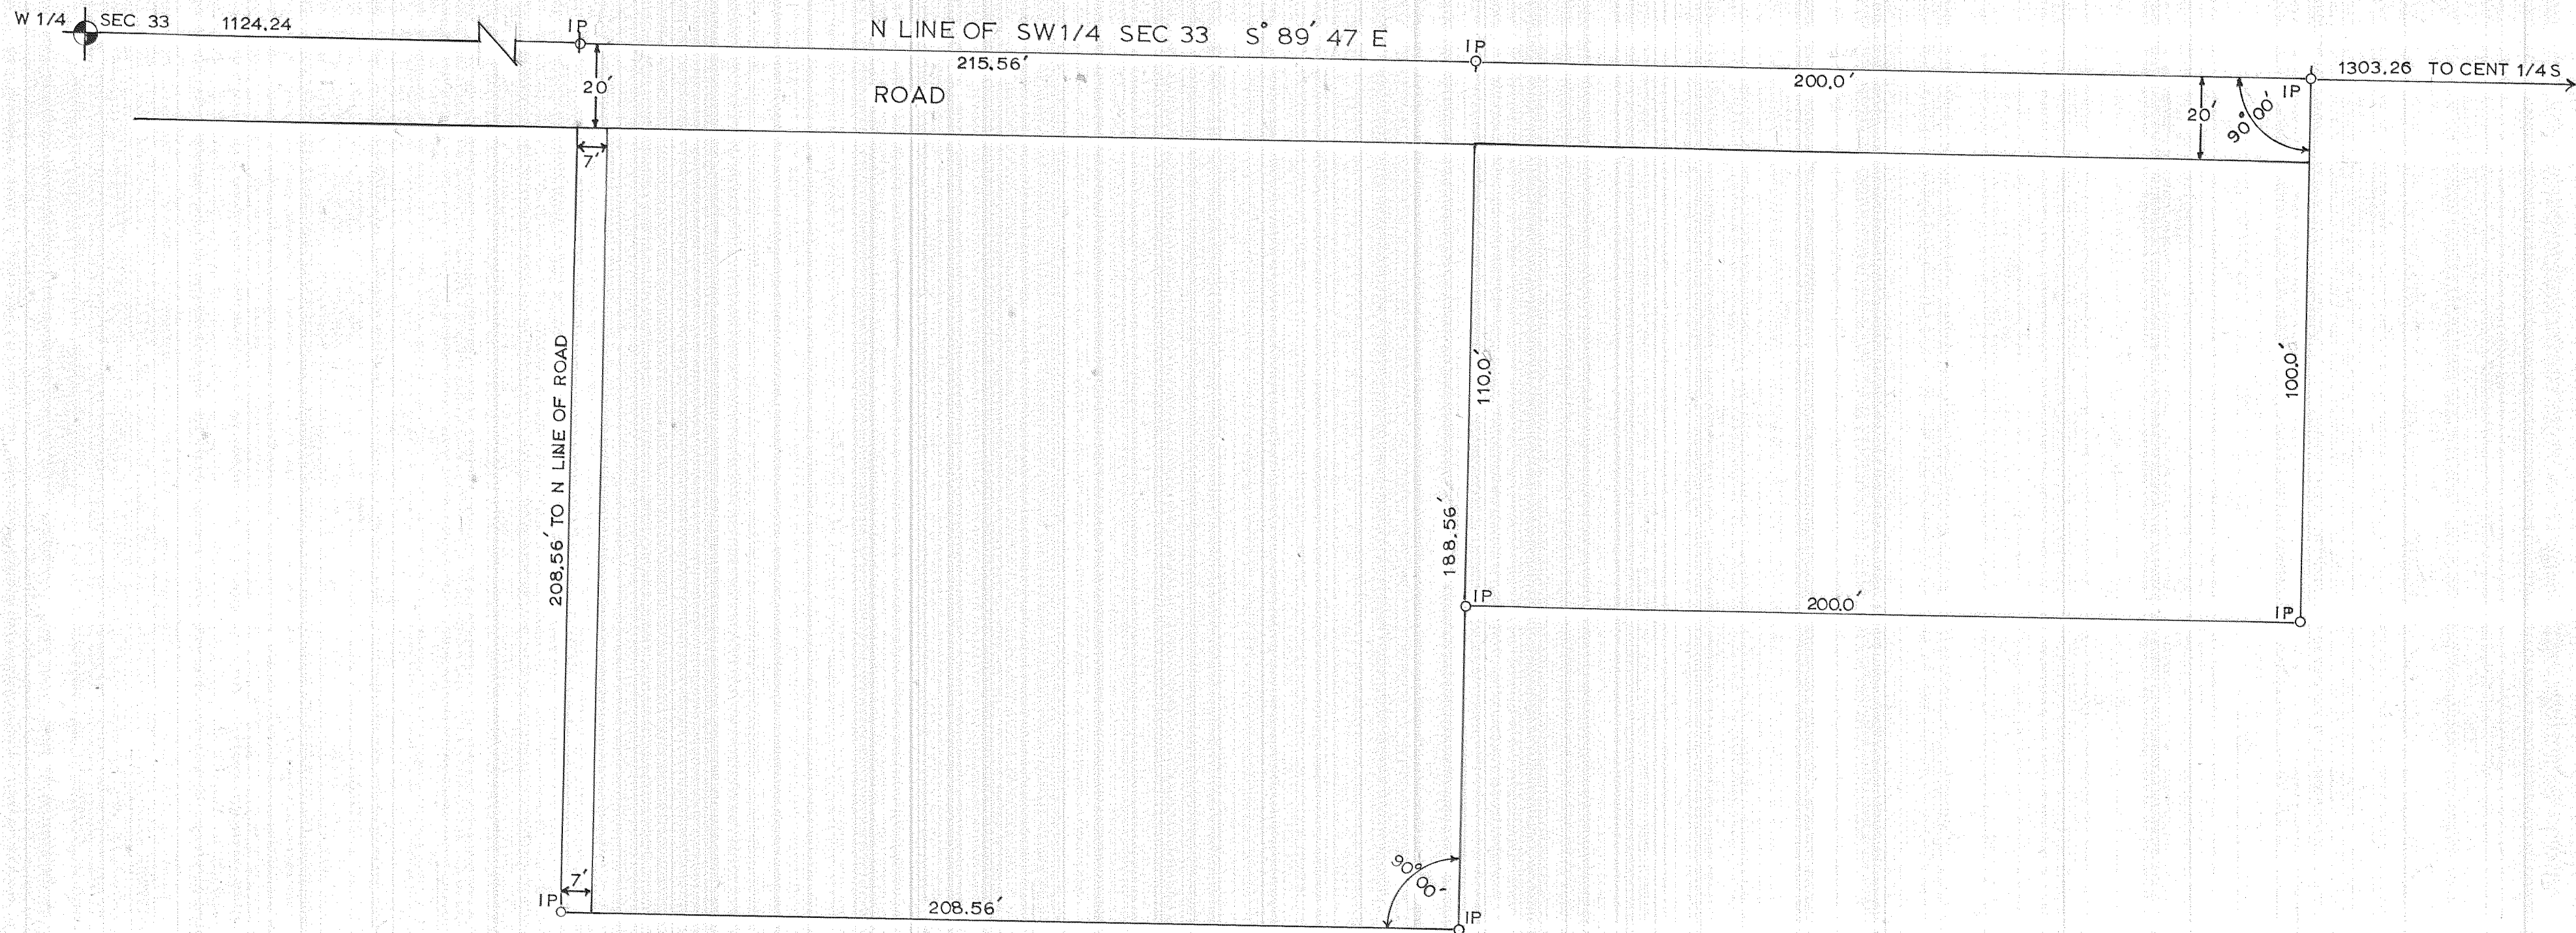 W 1/4 SEC 33 1124.24
IP
N LINE OF SW 1/4 SEC 33 S° 89′ 47 E
IP
215.56′
200.0′
1303.26 TO CENT 1/4 S
IP
20′
ROAD
20′
90° 00′
7′
208.56′ TO N LINE OF ROAD
110.0′
100.0′
188.56′
IP
200.0′
IP
90° 00-
7′
IP
208.56′
IP